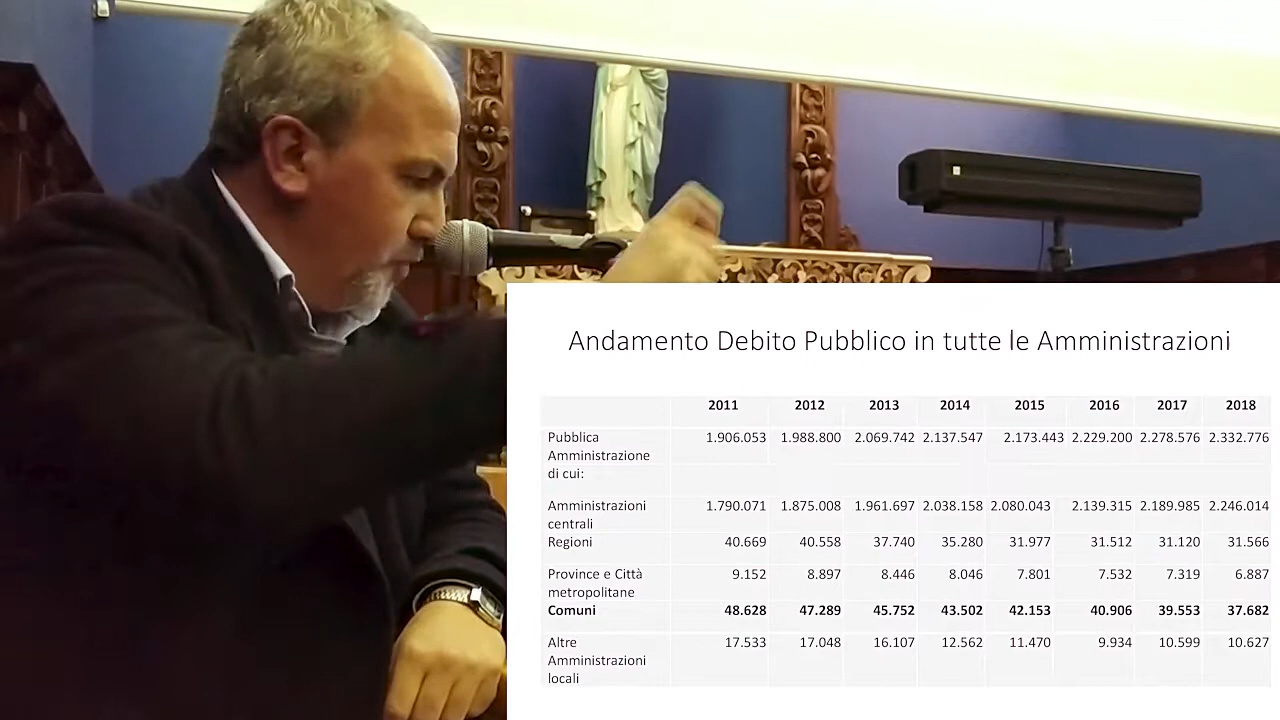 Andamento Debito Pubblico in tutte le Amministrazioni
2011 2012 2013 2014 2015 2016 2017 2018
Pubblica 1.906.053 1.988.800 2.069.742 2.137.547 2.173.443 2.229.200 2.278.576 2.332.776
Amministrazione
di cui:
Amministrazioni 1.790.071 1.875.008 1.961.697 2.038.158 2.080.043 2.139.315 2.189.985 2.246.014
centrali
Regioni 40.669 40.558 37.740 35.280 31.977 31.512 31.120 31.566
Province e Città 9.152 8.897 8.446 8.046 7.801 7.532 7.319 6.887
metropolitane
Comuni 48.628 47.289 45.752 43.502 42.153 40.906 39.553 37.682
Altre 17.533 17.048 16.107 12.562 11.470 9.934 10.599 10.627
Amministrazioni
locali